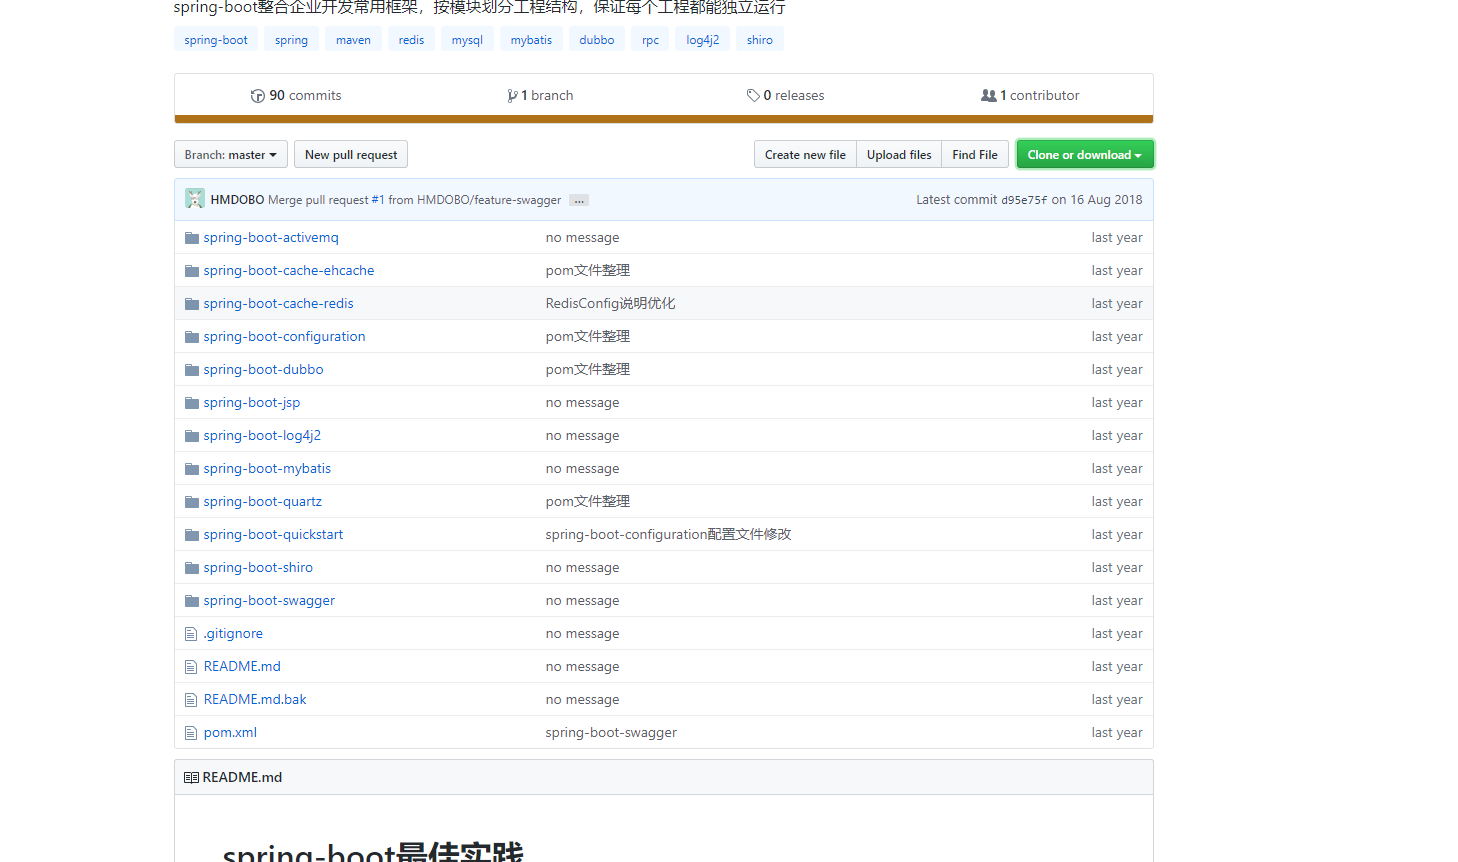 spring-boot整合企业开发常用框架，按模块划分工程结构，保证每个工程都能独立运行
spring-boot spring maven redis mysql mybatis dubbo rpc log4j2 shiro
90 commits 1 branch 0 releases 1 contributor
Branch: master New pull request Create new file Upload files Find File Clone or download
HMDOBO Merge pull request #1 from HMDOBO/feature-swagger ... Latest commit d95e75f on 16 Aug 2018
spring-boot-activemq no message last year
spring-boot-cache-ehcache pom文件整理 last year
spring-boot-cache-redis RedisConfig说明优化 last year
spring-boot-configuration pom文件整理 last year
spring-boot-dubbo pom文件整理 last year
spring-boot-jsp no message last year
spring-boot-log4j2 no message last year
spring-boot-mybatis no message last year
spring-boot-quartz pom文件整理 last year
spring-boot-quickstart spring-boot-configuration配置文件修改 last year
spring-boot-shiro no message last year
spring-boot-swagger no message last year
.gitignore no message last year
README.md no message last year
README.md.bak no message last year
pom.xml spring-boot-swagger last year
README.md
spring-boot最佳实践